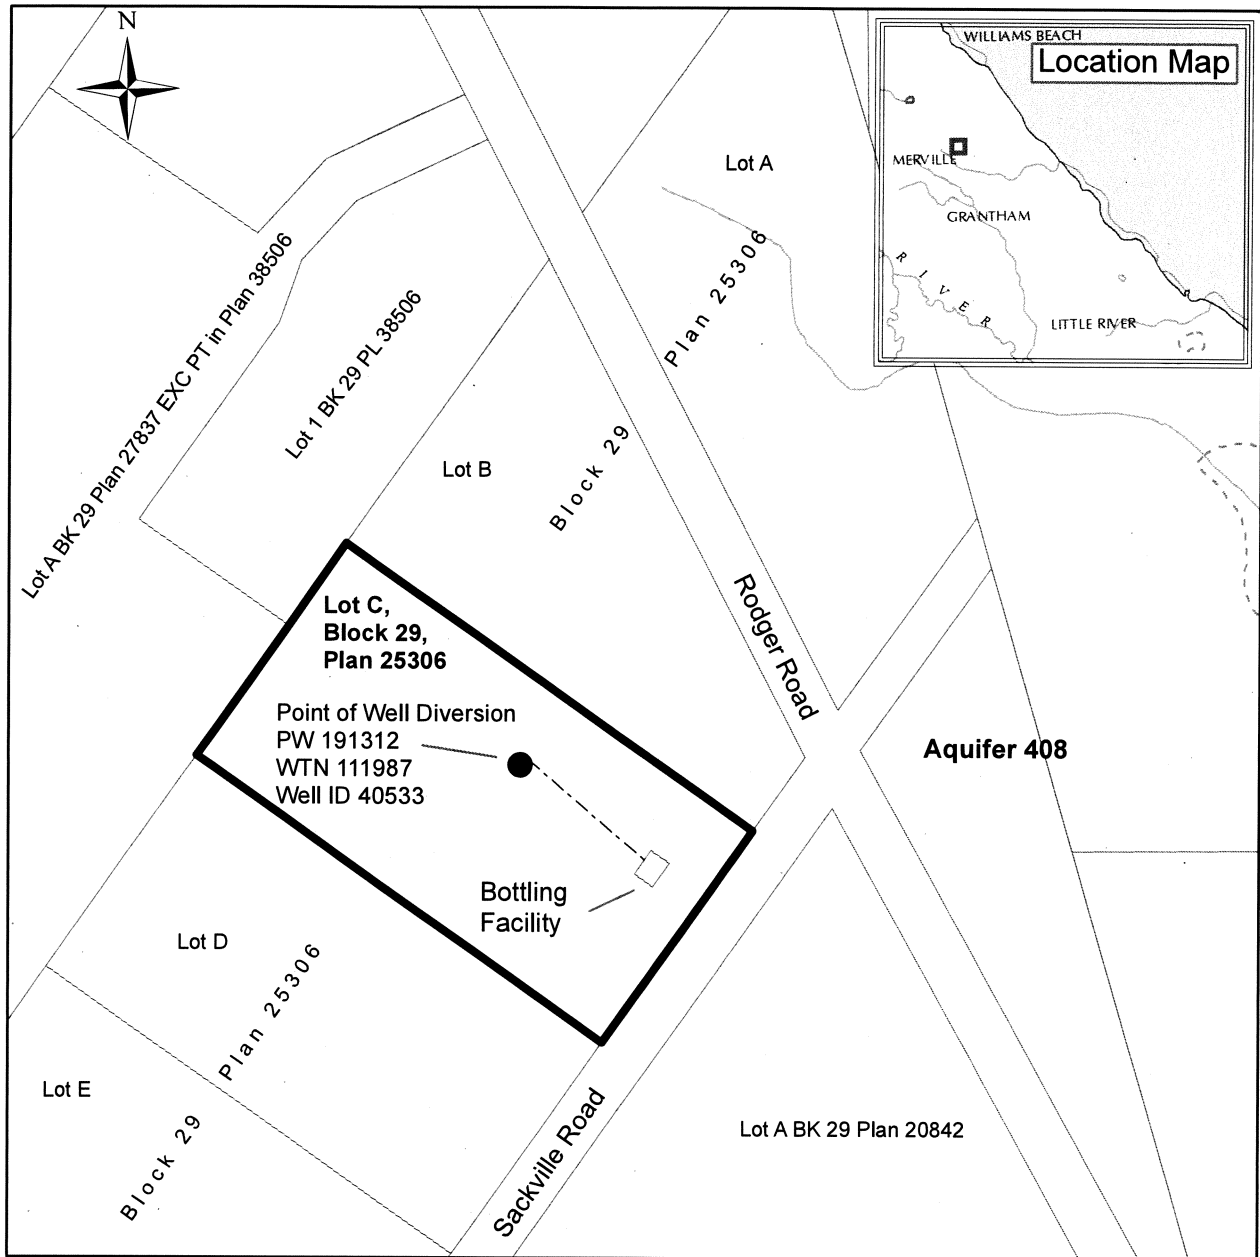 N
WILLIAMS BEACH
Location Map
MERVILLE
GRANTHAM
RIVER
LITTLE RIVER
Lot A
Plan 25306
Lot A BK 29 Plan 27837 EXC PT in Plan 38506
Lot 1 BK 29 PL 38506
Lot B
Block 29
Rodger Road
Lot C,
Block 29,
Plan 25306
Point of Well Diversion
PW 191312
WTN 111987
Well ID 40533
Aquifer 408
Bottling
Facility
Lot D
Plan 25306
Lot E
Block 29
Sackville Road
Lot A BK 29 Plan 20842